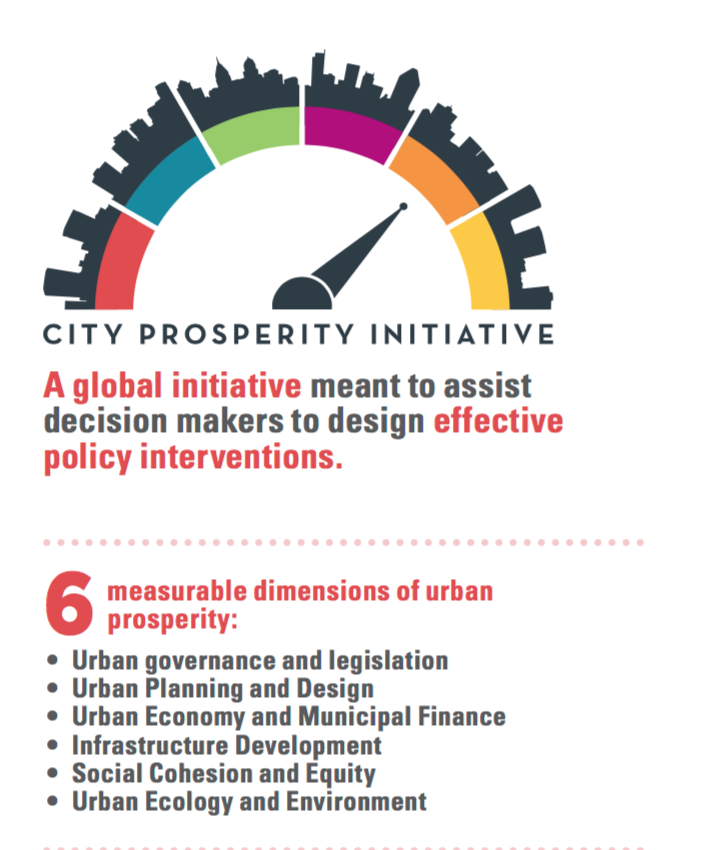 CITY PROSPERITY INITIATIVE
A global initiative meant to assist
decision makers to design effective
policy interventions.
6 measurable dimensions of urban
prosperity:
• Urban governance and legislation
• Urban Planning and Design
• Urban Economy and Municipal Finance
• Infrastructure Development
• Social Cohesion and Equity
• Urban Ecology and Environment